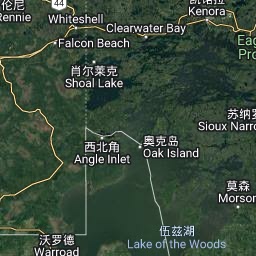 伦尼
Rennie
44
Whiteshell
Clearwater Bay
凯诺拉
Kenora
Falcon Beach
肖尔莱克
Shoal Lake
Eag
Pro
苏纳
Sioux Narro
西北角
Angle Inlet
奥克岛
Oak Island
莫森
Morson
沃罗德
Warroad
伍兹湖
Lake of the Woods